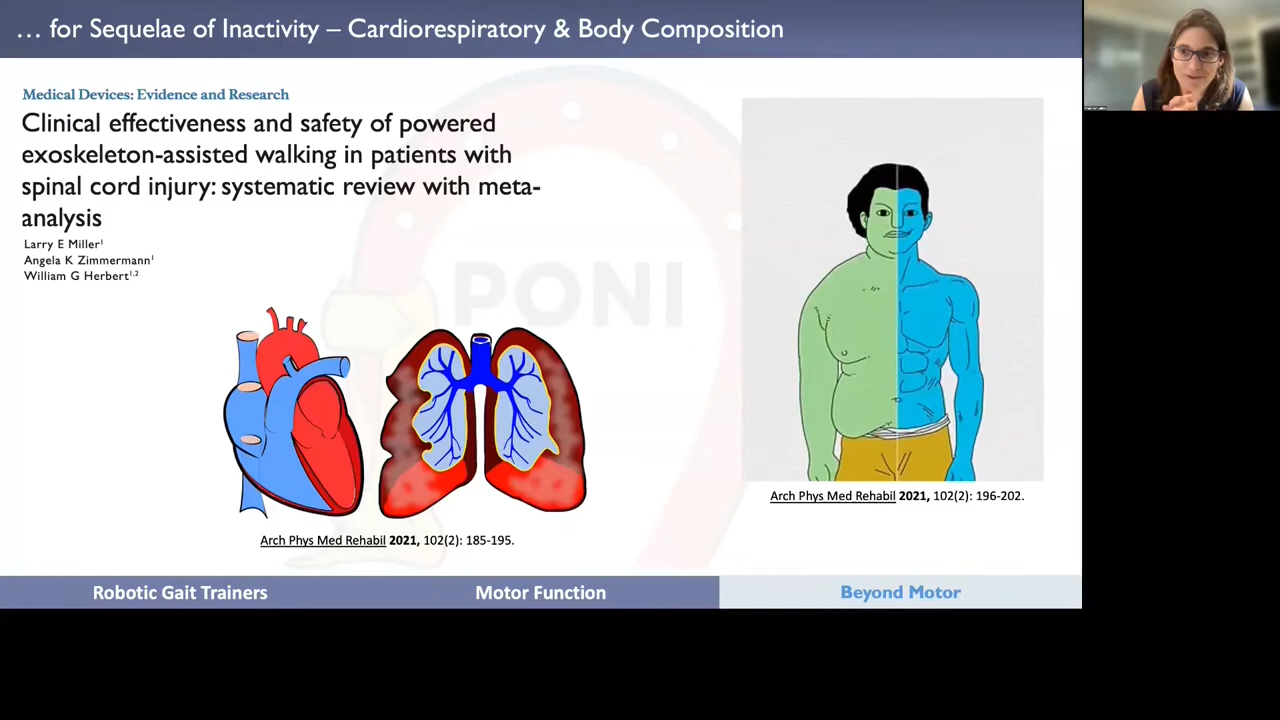 … for Sequelae of Inactivity – Cardiorespiratory & Body Composition
Medical Devices: Evidence and Research
Clinical effectiveness and safety of powered
exoskeleton-assisted walking in patients with
spinal cord injury: systematic review with meta-
analysis
Larry E Miller¹
Angela K Zimmermann¹
William G Herbert¹,²
PONI
Arch Phys Med Rehabil 2021, 102(2): 196-202.
Arch Phys Med Rehabil 2021, 102(2): 185-195.
Robotic Gait Trainers
Motor Function
Beyond Motor